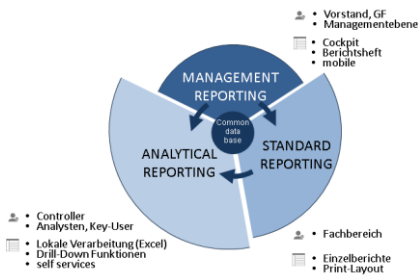 • Vorstand, GF
• Managementebene
• Cockpit
• Berichtsheft
• mobile
MANAGEMENT
REPORTING
Common
data
base
ANALYTICAL
REPORTING
STANDARD
REPORTING
• Controller
• Analysten, Key-User
• Lokale Verarbeitung (Excel)
• Drill-Down Funktionen
• self services
• Fachbereich
• Einzelberichte
• Print-Layout